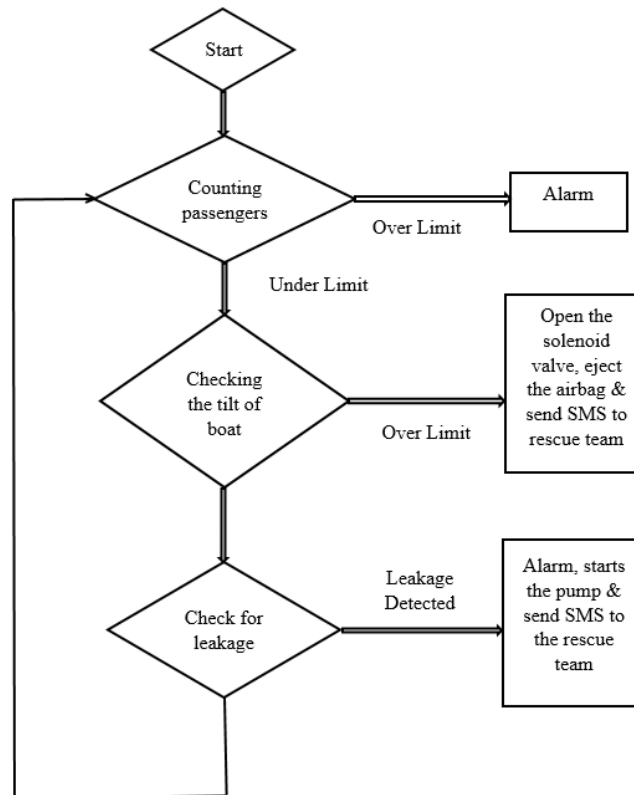 Start
Counting
passengers
Alarm
Over Limit
Under Limit
Checking
the tilt of
boat
Over Limit
Open the
solenoid
valve, eject
the airbag &
send SMS to
rescue team
Check for
leakage
Leakage
Detected
Alarm, starts
the pump &
send SMS to
the rescue
team